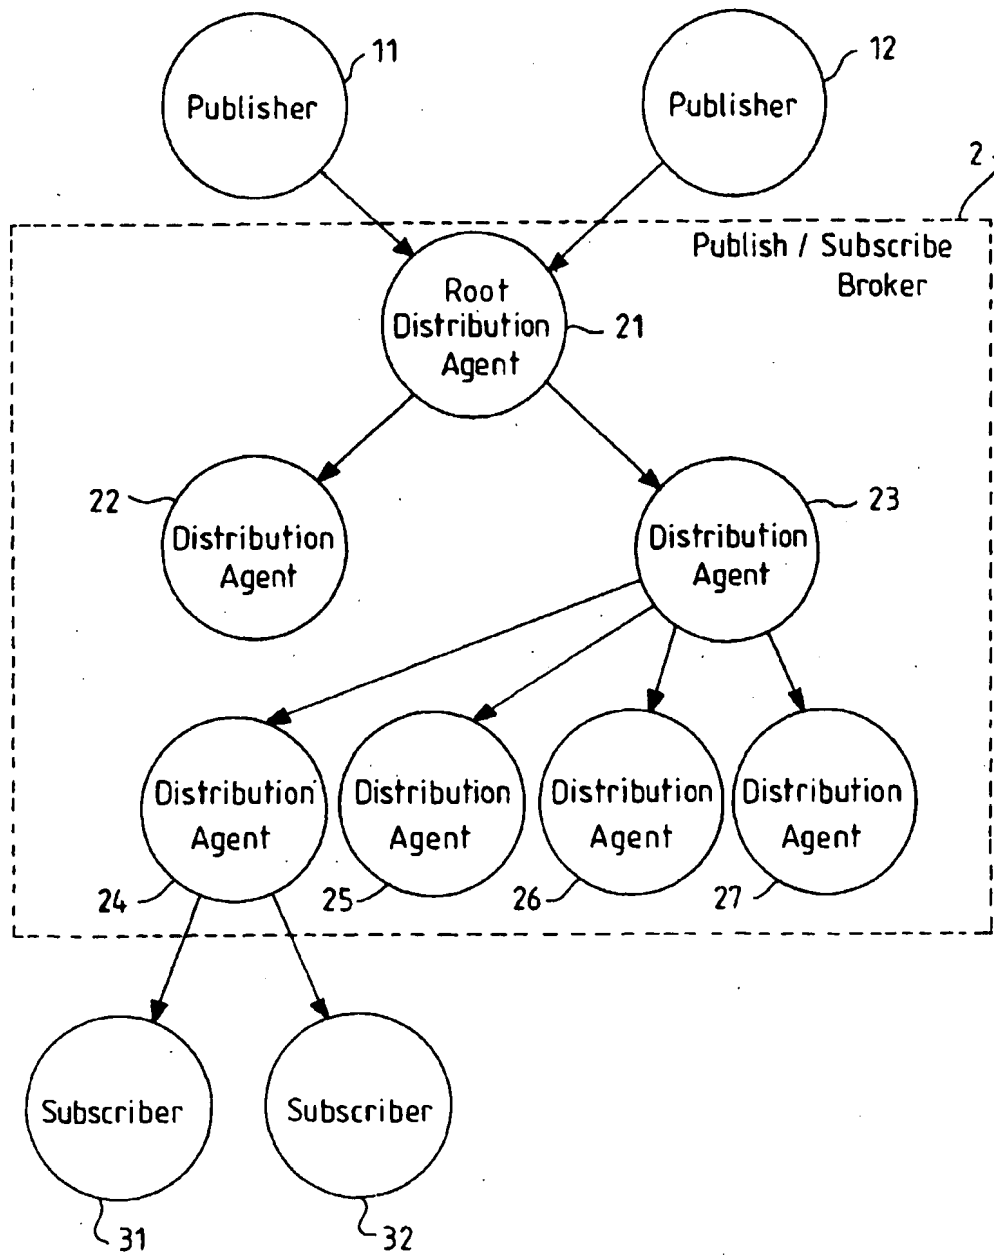 11
12
Publisher
Publisher
2
Publish / Subscribe
Broker
Root
Distribution
Agent
21
22
23
Distribution
Agent
Distribution
Agent
Distribution
Agent
Distribution
Agent
Distribution
Agent
Distribution
Agent
24
25
26
27
Subscriber
Subscriber
31
32